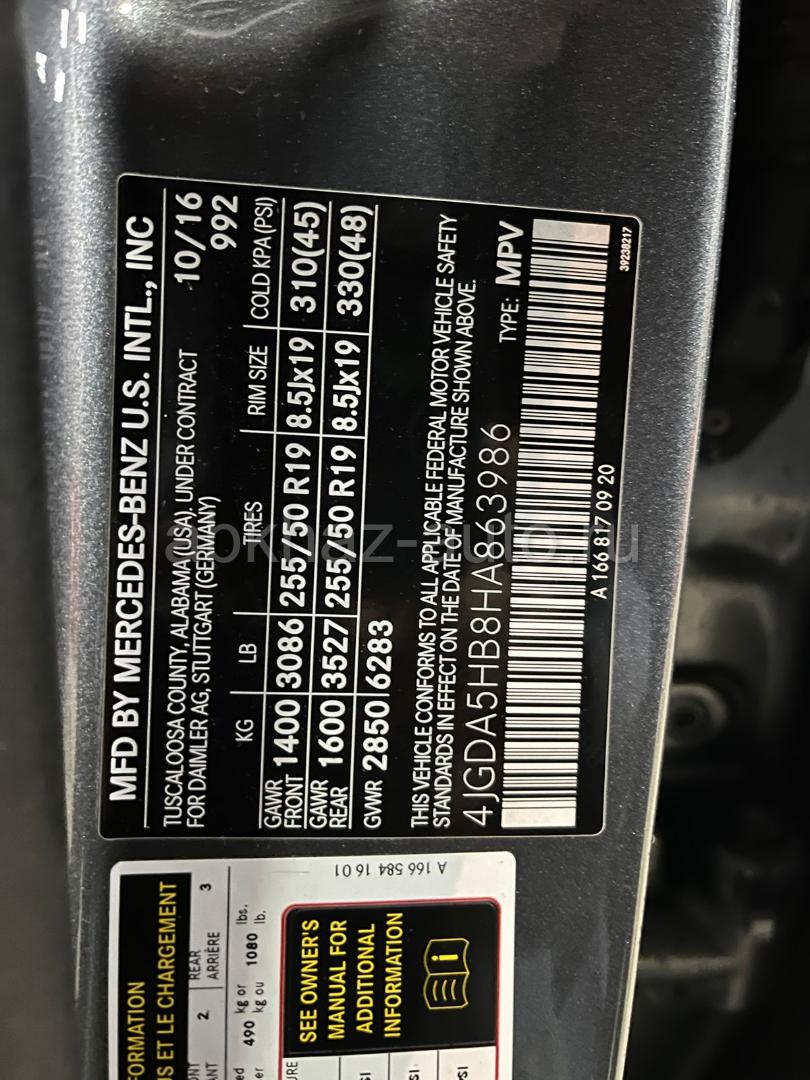 MFD BY MERCEDES-BENZ U.S. INTL., INC
TUSCALOOSA COUNTY, ALABAMA (USA), UNDER CONTRACT 10/16
FOR DAIMLER AG, STUTTGART (GERMANY) 992
KG LB TIRES RIM SIZE COLD KPA (PSI)
GAWR FRONT 1400 3086 255/50 R19 8.5Jx19 310(45)
GAWR REAR 1600 3527 255/50 R19 8.5Jx19 330(48)
GWR 2850 6283
THIS VEHICLE CONFORMS TO ALL APPLICABLE FEDERAL MOTOR VEHICLE SAFETY
STANDARDS IN EFFECT ON THE DATE OF MANUFACTURE SHOWN ABOVE.
4JGDA5HB8HA863986 TYPE: MPV
A 166 817 09 20
39238217
A 166 584 16 01
US ET LE CHARGEMENT
2 REAR 3
ARRIÈRE
490 kg or 1080 lbs.
kg ou lb.
SEE OWNER'S
MANUAL FOR
ADDITIONAL
INFORMATION
abkhaz-auto.ru